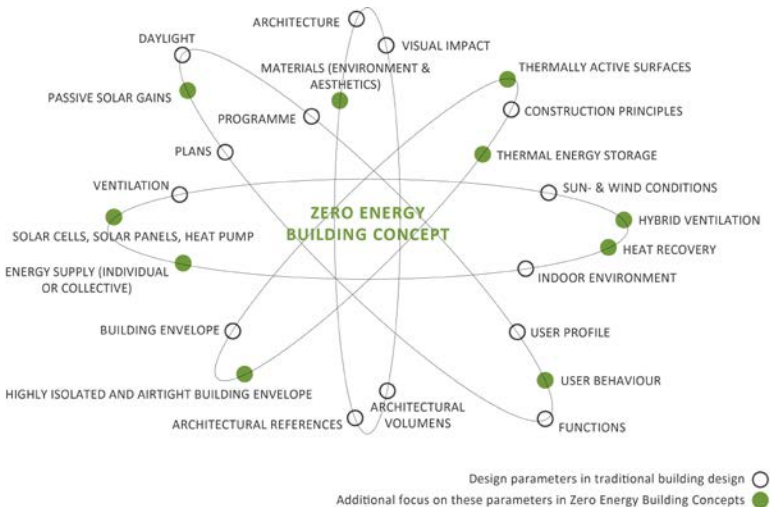 ARCHITECTURE
DAYLIGHT
VISUAL IMPACT
MATERIALS (ENVIRONMENT &
AESTHETICS)
THERMALLY ACTIVE SURFACES
PASSIVE SOLAR GAINS
CONSTRUCTION PRINCIPLES
PROGRAMME
PLANS
THERMAL ENERGY STORAGE
VENTILATION
SUN- & WIND CONDITIONS
ZERO ENERGY
BUILDING CONCEPT
HYBRID VENTILATION
SOLAR CELLS, SOLAR PANELS, HEAT PUMP
HEAT RECOVERY
ENERGY SUPPLY (INDIVIDUAL
OR COLLECTIVE)
INDOOR ENVIRONMENT
BUILDING ENVELOPE
USER PROFILE
USER BEHAVIOUR
HIGHLY ISOLATED AND AIRTIGHT BUILDING ENVELOPE
ARCHITECTURAL
VOLUMENS
ARCHITECTURAL REFERENCES
FUNCTIONS
Design parameters in traditional building design
Additional focus on these parameters in Zero Energy Building Concepts